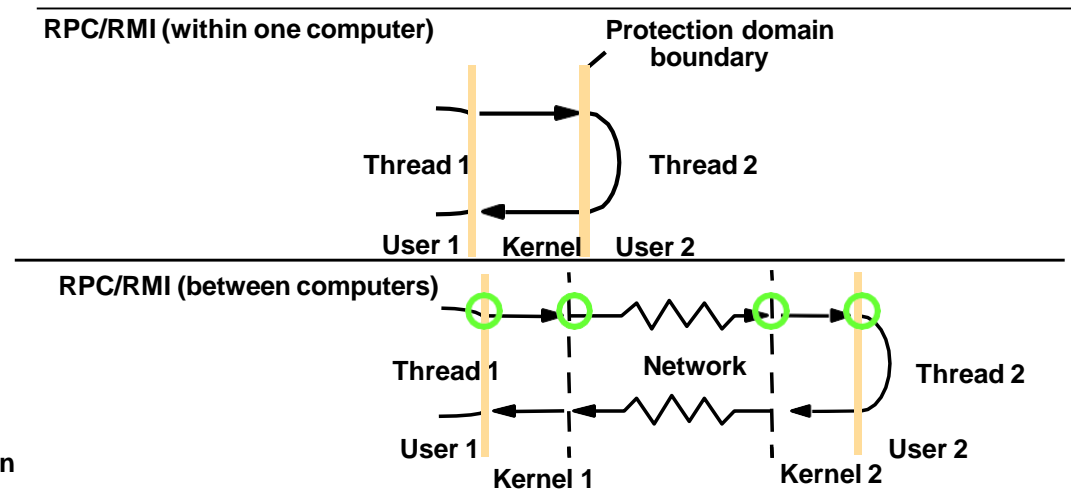 RPC/RMI (within one computer)
Protection domain
boundary
Thread 1
Thread 2
User 1
Kernel
User 2
RPC/RMI (between computers)
Thread 1
Network
Thread 2
User 1
User 2
Kernel 1
Kernel 2
n